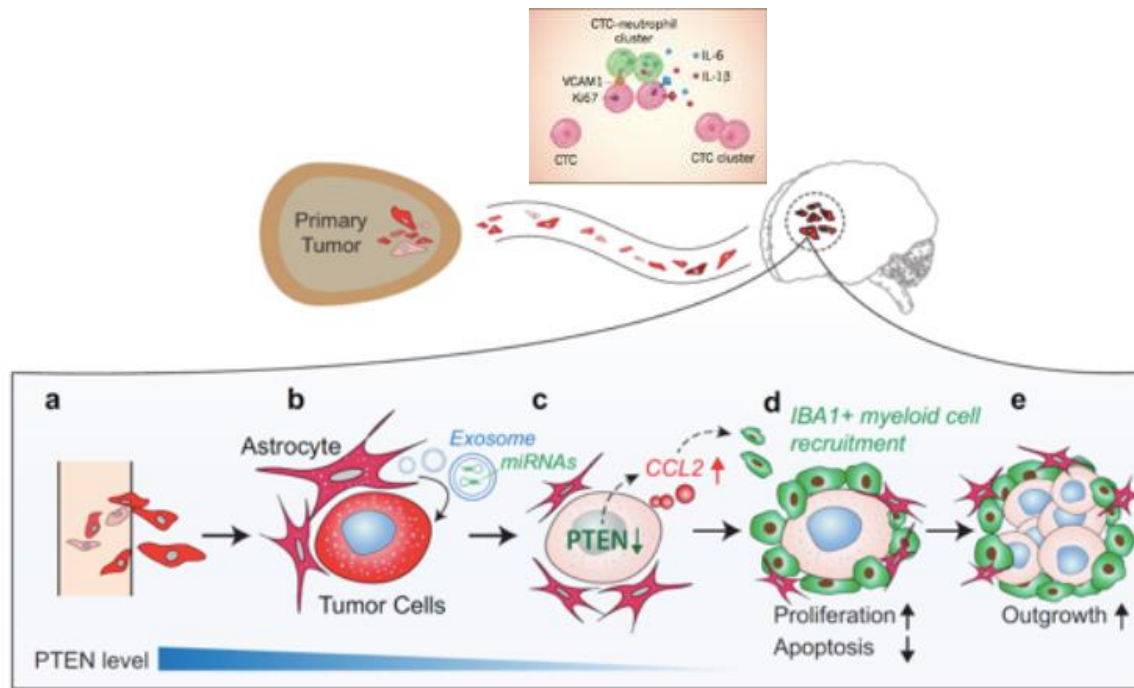 CTC-neutrophil
cluster
IL-6
IL-1β
VCAM1
Ki67
CTC
CTC cluster
Primary
Tumor
a
b
c
d
e
Astrocyte
Exosome
miRNAs
Tumor Cells
PTEN↓
CCL2 ↑
IBA1+ myeloid cell
recruitment
Proliferation ↑
Apoptosis ↓
Outgrowth ↑
PTEN level